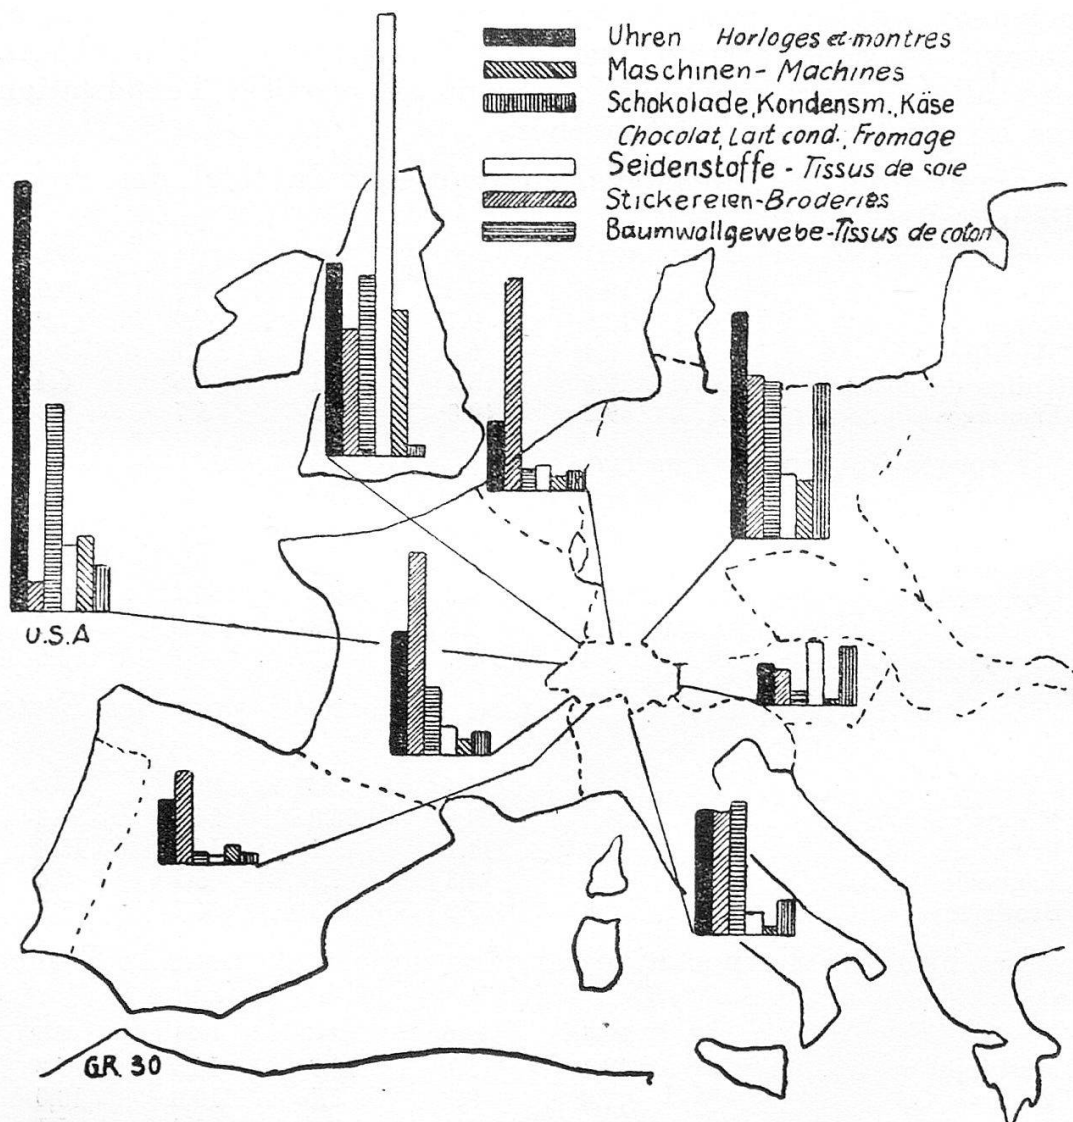 Uhren Horloges et montres
Maschinen - Machines
Schokolade, Kondensm., Käse
Chocolat, Lait cond., Fromage
Seidenstoffe - Tissus de soie
Stickereien - Broderies
Baumwollgewebe - Tissus de coton
U.S.A
GR. 30